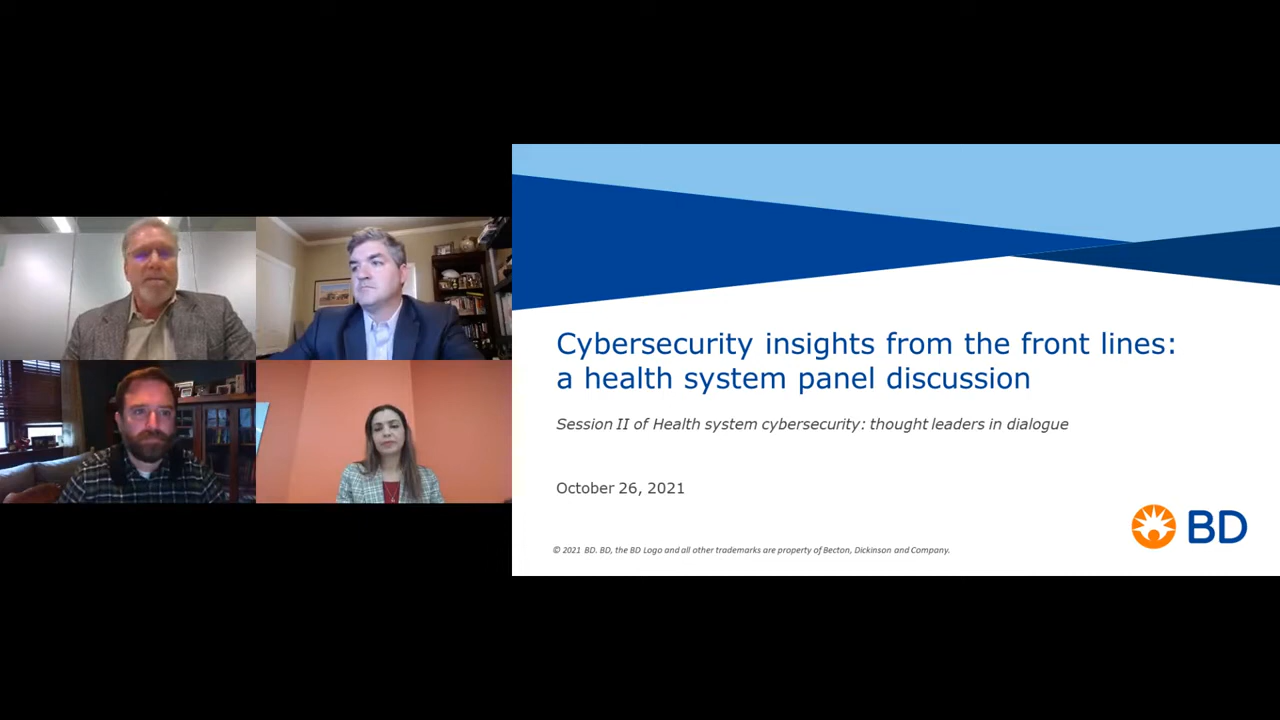 Cybersecurity insights from the front lines:
a health system panel discussion
Session II of Health system cybersecurity: thought leaders in dialogue
October 26, 2021
BD
© 2021 BD. BD, the BD Logo and all other trademarks are property of Becton, Dickinson and Company.